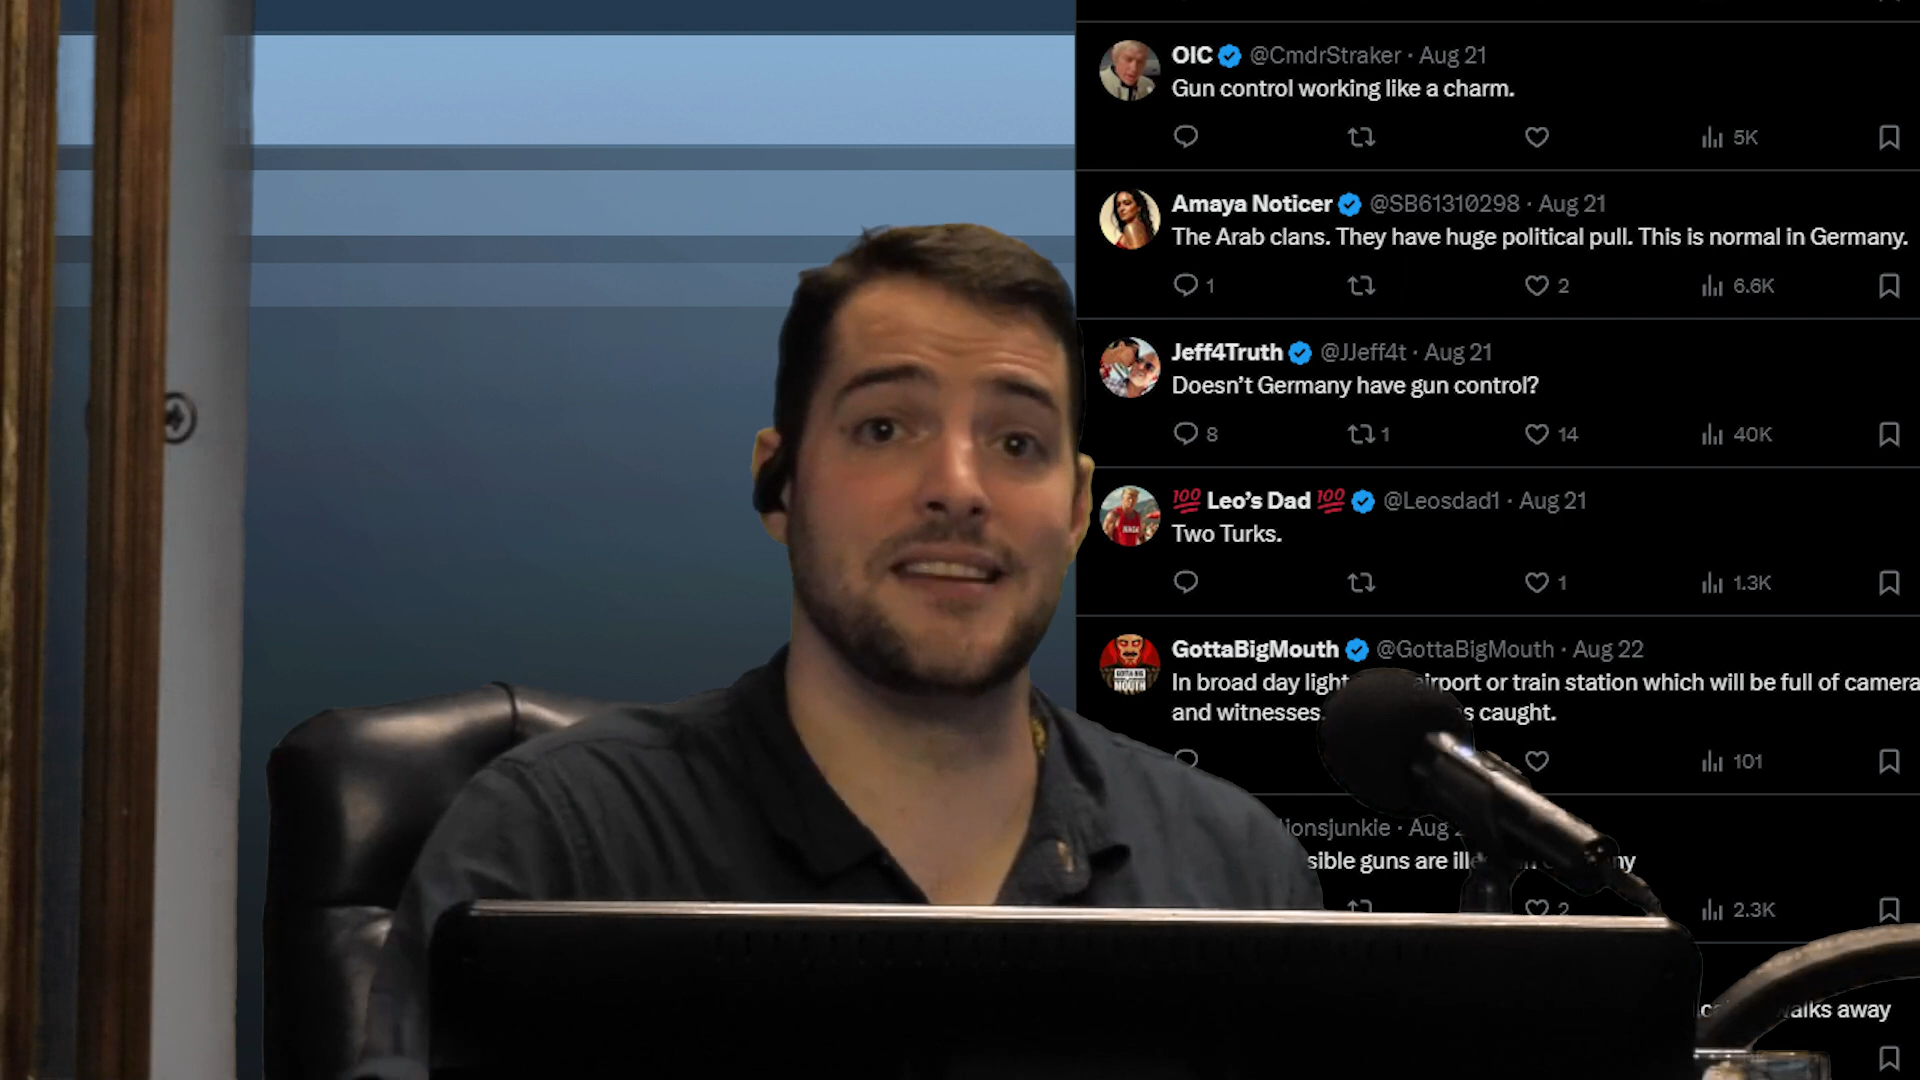 OIC @CmdrStraker · Aug 21
Gun control working like a charm.
5K
Amaya Noticer @SB61310298 · Aug 21
The Arab clans. They have huge political pull. This is normal in Germany.
1 2 6.6K
Jeff4Truth @JJeff4t · Aug 21
Doesn't Germany have gun control?
8 1 14 40K
💯 Leo's Dad 💯 @Leosdad1 · Aug 21
Two Turks.
1 1.3K
GottaBigMouth @GottaBigMouth · Aug 22
In broad day light airport or train station which will be full of camera
and witnesses. caught.
101
ionsjunkie · Aug
sible guns are
2 2.3K
walks away